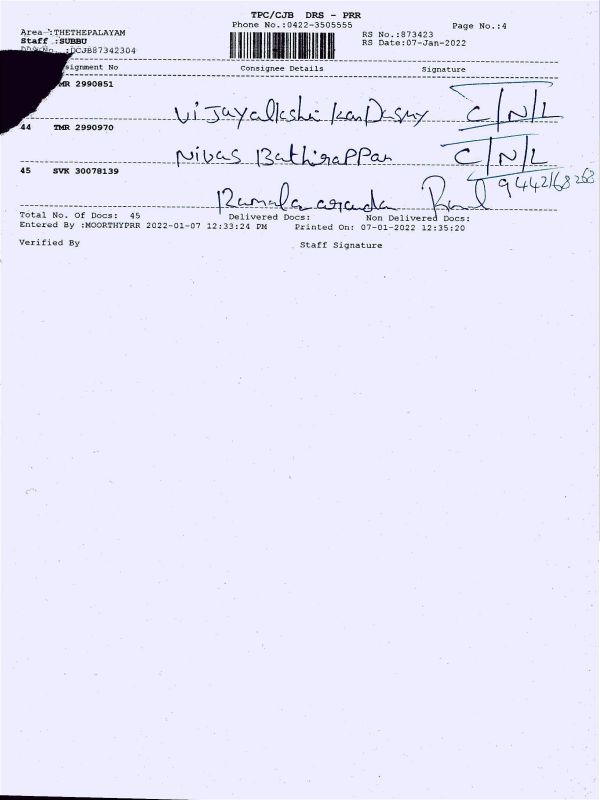 TPC/CJB DRS - PRR
Phone No.:0422-3505555 Page No.:4
Area :THETHEPALAYAM RS No.:873423
Staff :SUBBU RS Date:07-Jan-2022
:DCJB87342304
signment No Consignee Details Signature
MR 2990851
Vijayalkshi kanDasmy C/N/L
44 TMR 2990970
Nivas Bathirappan C/N/L
45 SVK 30078139
9442168268
Total No. Of Docs: 45 Delivered Docs: Non Delivered Docs:
Entered By :MOORTHYPRR 2022-01-07 12:33:24 PM Printed On: 07-01-2022 12:35:20
Verified By Staff Signature